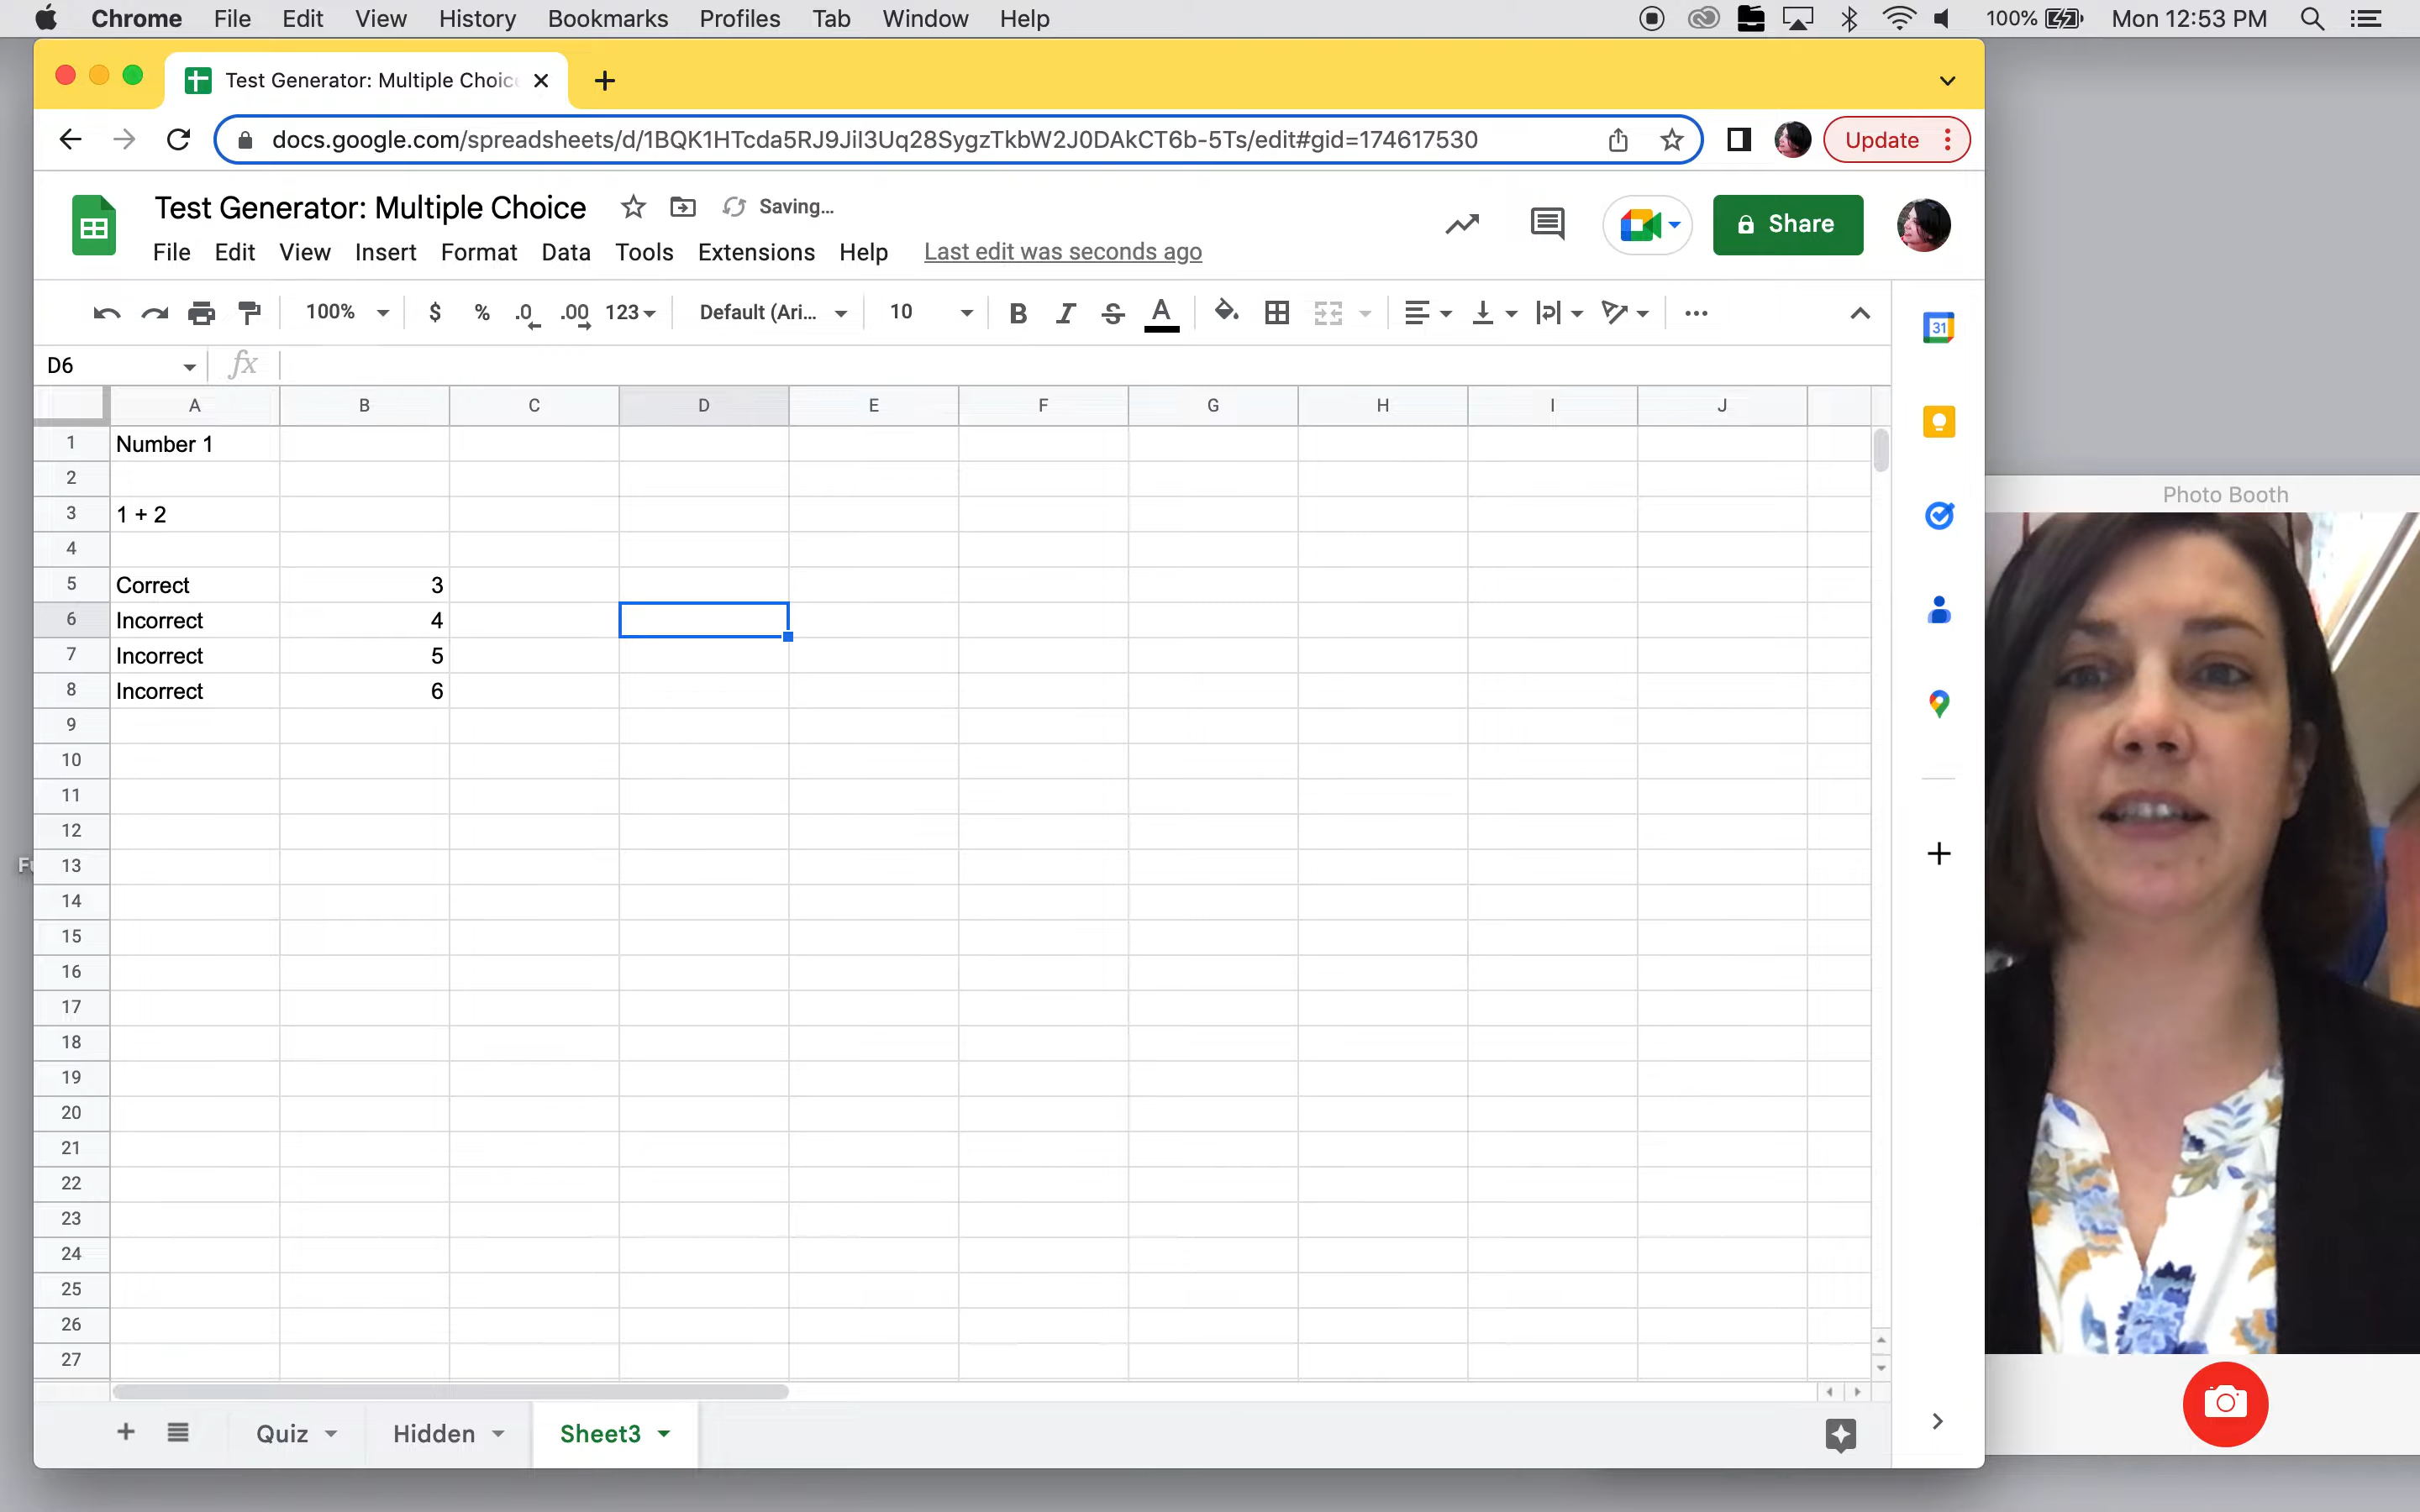 Chrome File Edit View History Bookmarks Profiles Tab Window Help 100% Mon 12:53 PM
Test Generator: Multiple Choic
docs.google.com/spreadsheets/d/1BQK1HTcda5RJ9JiI3Uq28SygzTkbW2J0DAkCT6b-5Ts/edit#gid=174617530 Update
Test Generator: Multiple Choice Saving...
Share
File Edit View Insert Format Data Tools Extensions Help Last edit was seconds ago
100% $ % .0 .00 123 Default (Ari... 10 B I S A
31
D6 fx
A B C D E F G H I J
1 Number 1
2
3 1 + 2
4
5 Correct 3
6 Incorrect 4
7 Incorrect 5
8 Incorrect 6
9
10
11
12
13
14
15
16
17
18
19
20
21
22
23
24
25
26
27
Quiz Hidden Sheet3
Photo Booth